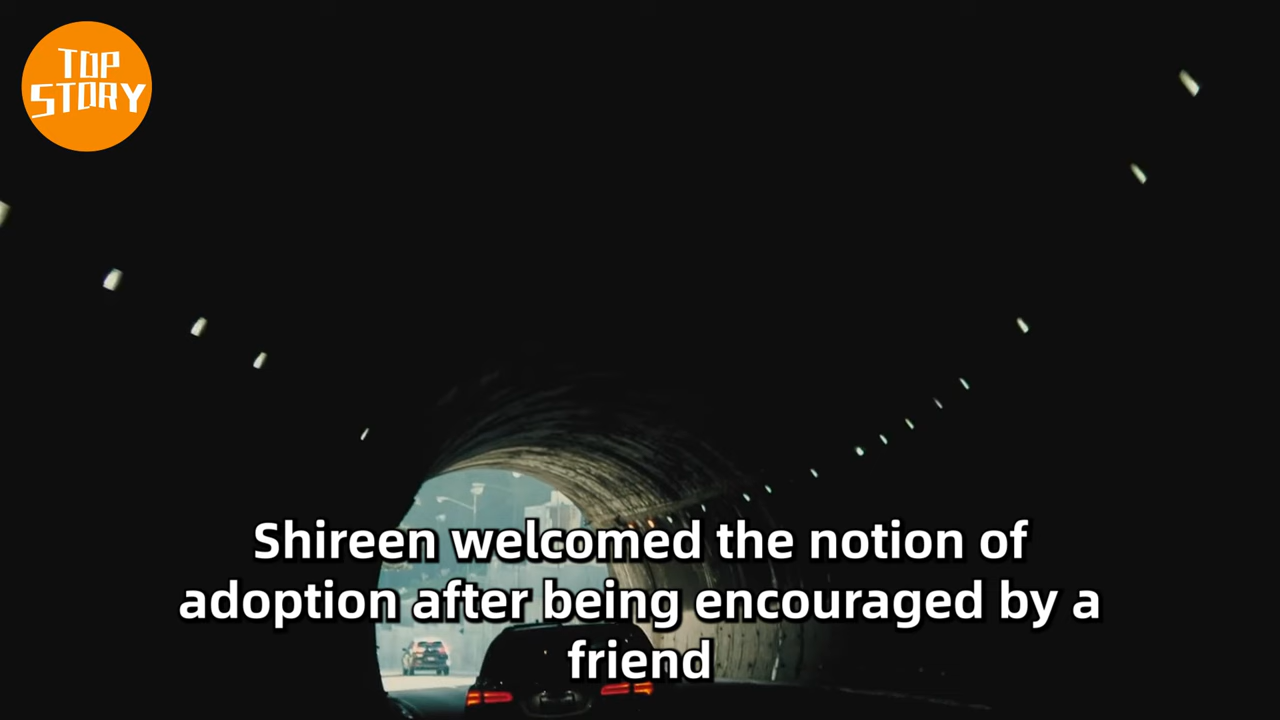 TOP
STORY
Shireen welcomed the notion of
adoption after being encouraged by a
friend